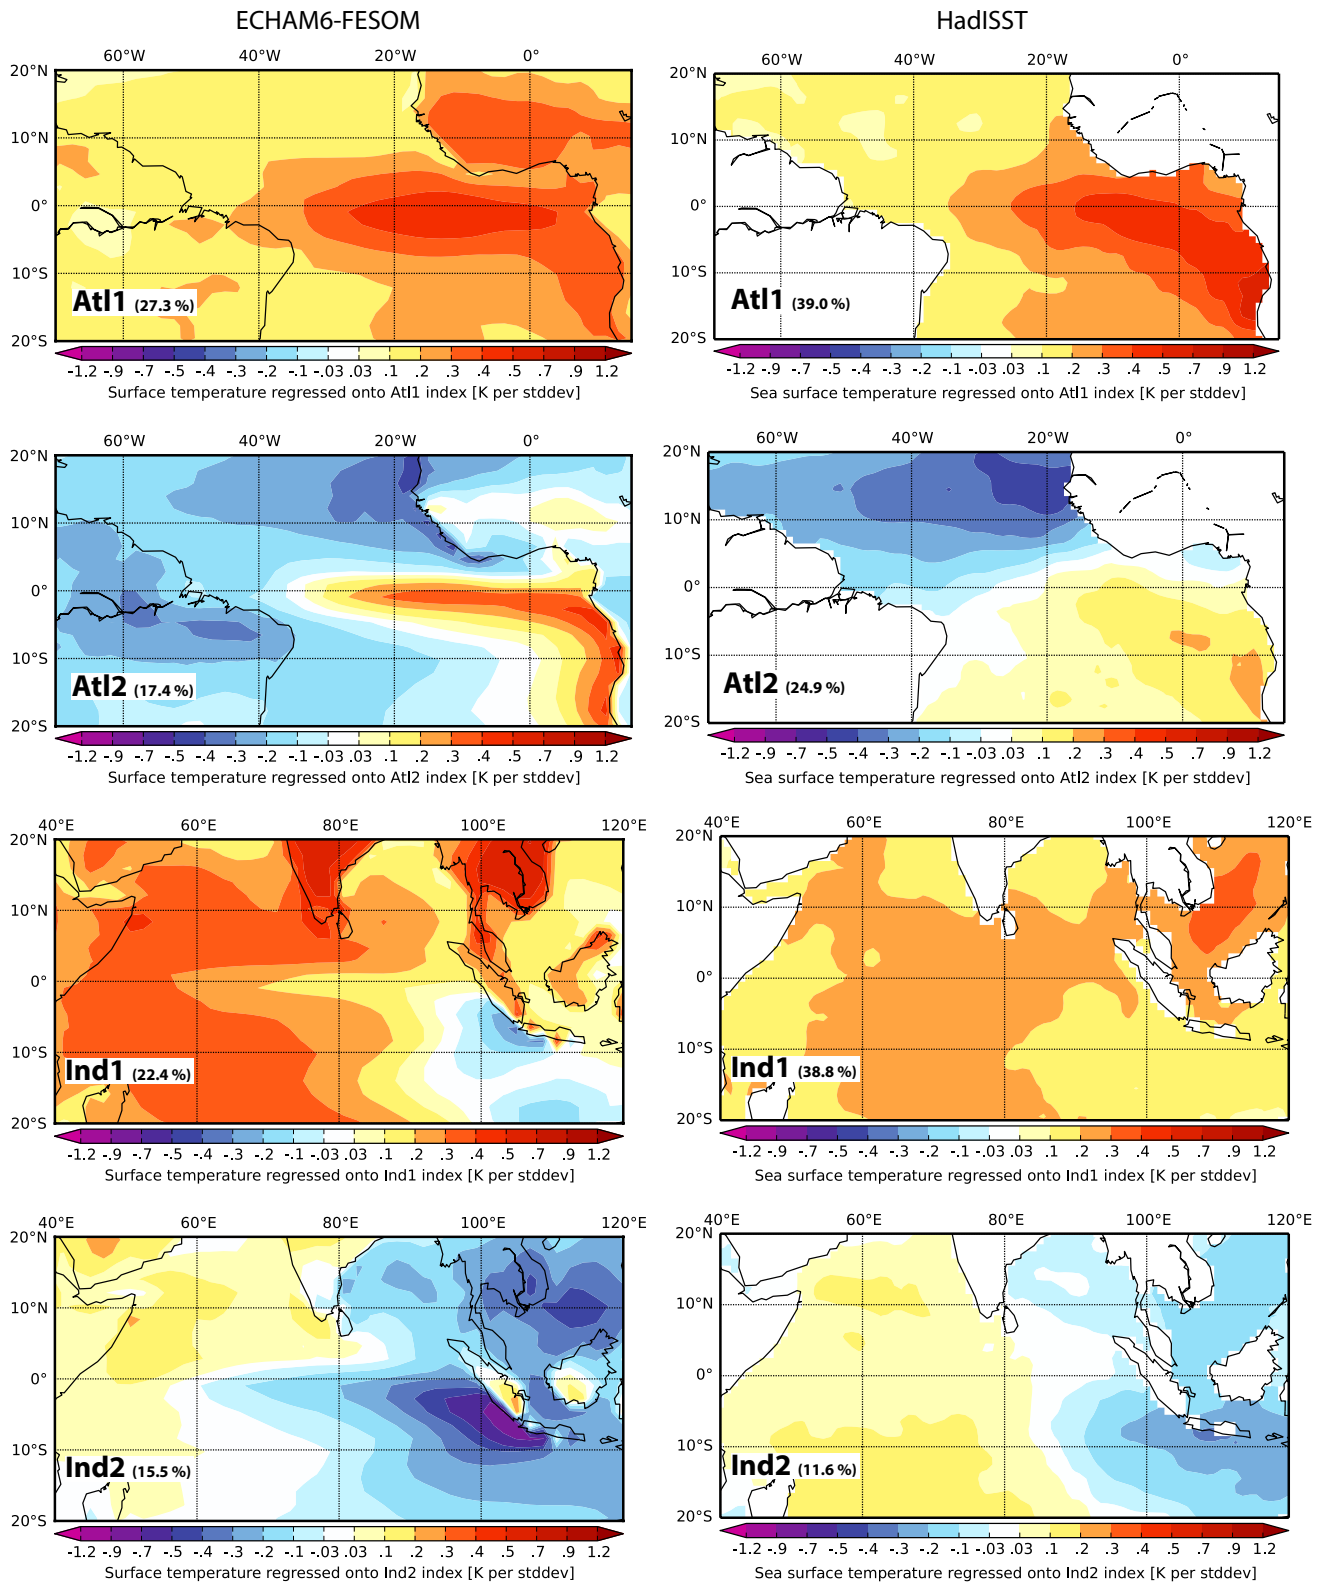 ECHAM6-FESOM
HadISST
60°W 40°W 20°W 0°
20°N
10°N
0°
10°S
20°S
Atl1 (27.3 %)
-1.2 -.9 -.7 -.5 -.4 -.3 -.2 -.1 -.03 .03 .1 .2 .3 .4 .5 .7 .9 1.2
Surface temperature regressed onto Atl1 index [K per stddev]
60°W 40°W 20°W 0°
20°N
10°N
0°
10°S
20°S
Atl1 (39.0 %)
-1.2 -.9 -.7 -.5 -.4 -.3 -.2 -.1 -.03 .03 .1 .2 .3 .4 .5 .7 .9 1.2
Sea surface temperature regressed onto Atl1 index [K per stddev]
60°W 40°W 20°W 0°
20°N
10°N
0°
10°S
20°S
Atl2 (17.4 %)
-1.2 -.9 -.7 -.5 -.4 -.3 -.2 -.1 -.03 .03 .1 .2 .3 .4 .5 .7 .9 1.2
Surface temperature regressed onto Atl2 index [K per stddev]
60°W 40°W 20°W 0°
20°N
10°N
0°
10°S
20°S
Atl2 (24.9 %)
-1.2 -.9 -.7 -.5 -.4 -.3 -.2 -.1 -.03 .03 .1 .2 .3 .4 .5 .7 .9 1.2
Sea surface temperature regressed onto Atl2 index [K per stddev]
40°E 60°E 80°E 100°E 120°E
20°N
10°N
0°
10°S
20°S
Ind1 (22.4 %)
-1.2 -.9 -.7 -.5 -.4 -.3 -.2 -.1 -.03 .03 .1 .2 .3 .4 .5 .7 .9 1.2
Surface temperature regressed onto Ind1 index [K per stddev]
40°E 60°E 80°E 100°E 120°E
20°N
10°N
0°
10°S
20°S
Ind1 (38.8 %)
-1.2 -.9 -.7 -.5 -.4 -.3 -.2 -.1 -.03 .03 .1 .2 .3 .4 .5 .7 .9 1.2
Sea surface temperature regressed onto Ind1 index [K per stddev]
40°E 60°E 80°E 100°E 120°E
20°N
10°N
0°
10°S
20°S
Ind2 (15.5 %)
-1.2 -.9 -.7 -.5 -.4 -.3 -.2 -.1 -.03 .03 .1 .2 .3 .4 .5 .7 .9 1.2
Surface temperature regressed onto Ind2 index [K per stddev]
40°E 60°E 80°E 100°E 120°E
20°N
10°N
0°
10°S
20°S
Ind2 (11.6 %)
-1.2 -.9 -.7 -.5 -.4 -.3 -.2 -.1 -.03 .03 .1 .2 .3 .4 .5 .7 .9 1.2
Sea surface temperature regressed onto Ind2 index [K per stddev]